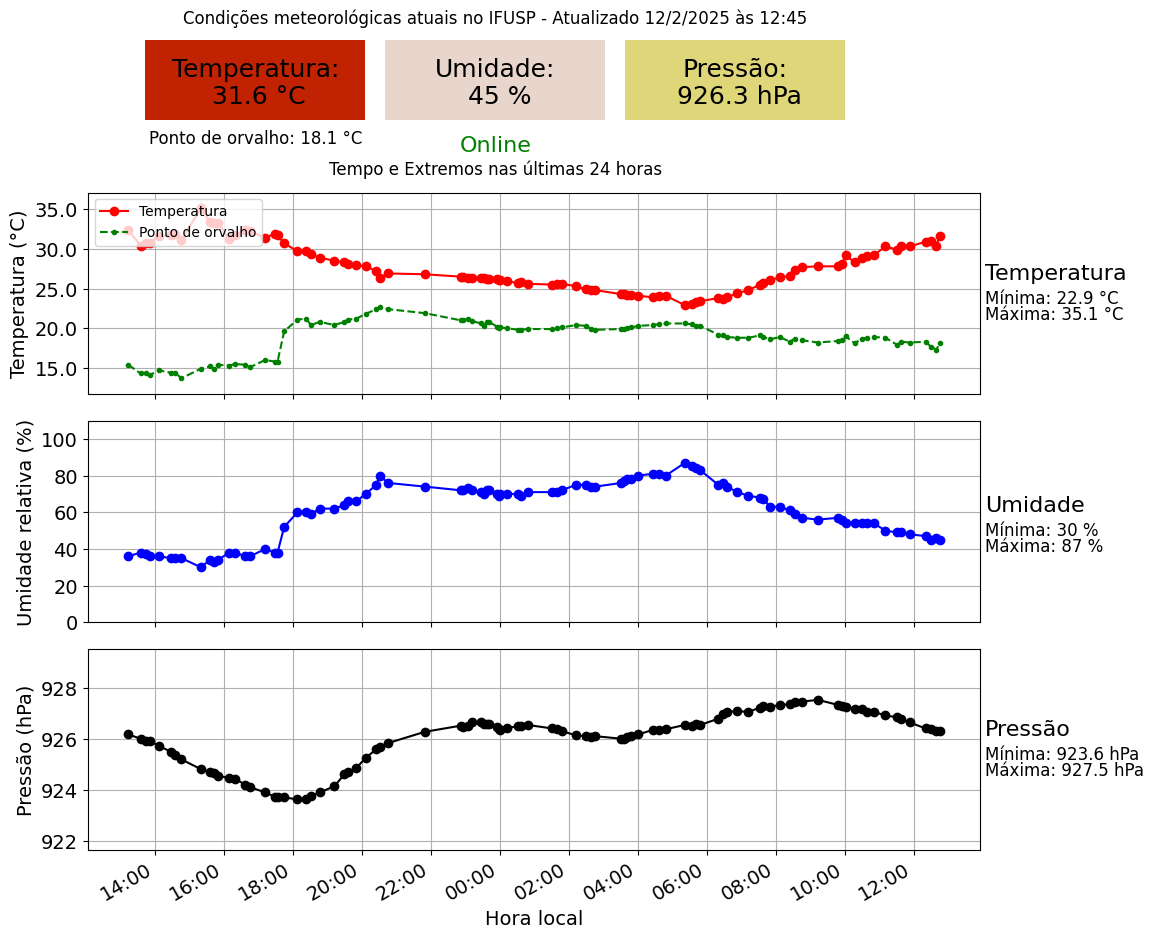 Condições meteorológicas atuais no IFUSP - Atualizado 12/2/2025 às 12:45
Temperatura:
31.6 °C
Umidade:
45 %
Pressão:
926.3 hPa
Ponto de orvalho: 18.1 °C
Online
Tempo e Extremos nas últimas 24 horas
Temperatura (°C)
35.0
30.0
25.0
20.0
15.0
Temperatura
Ponto de orvalho
Temperatura
Mínima: 22.9 °C
Máxima: 35.1 °C
Umidade relativa (%)
100
80
60
40
20
0
Umidade
Mínima: 30 %
Máxima: 87 %
Pressão (hPa)
928
926
924
922
Pressão
Mínima: 923.6 hPa
Máxima: 927.5 hPa
14:00 16:00 18:00 20:00 22:00 00:00 02:00 04:00 06:00 08:00 10:00 12:00
Hora local